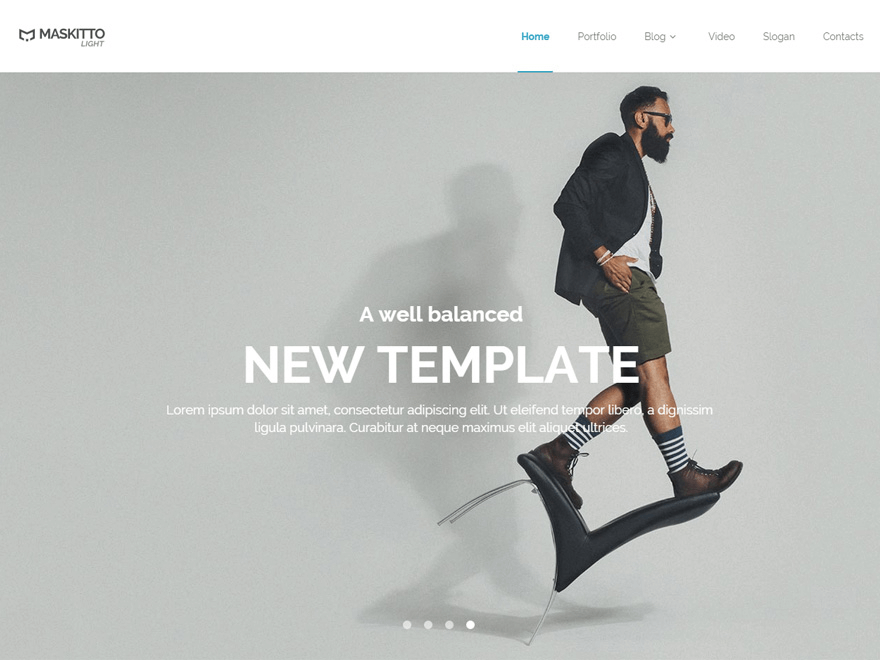 MASKITTO
LIGHT
Home Portfolio Blog Video Slogan Contacts
A well balanced
NEW TEMPLATE
Lorem ipsum dolor sit amet, consectetur adipiscing elit. Ut eleifend tempor libero, a dignissim
ligula pulvinara. Curabitur at neque maximus elit aliquet ultrices.